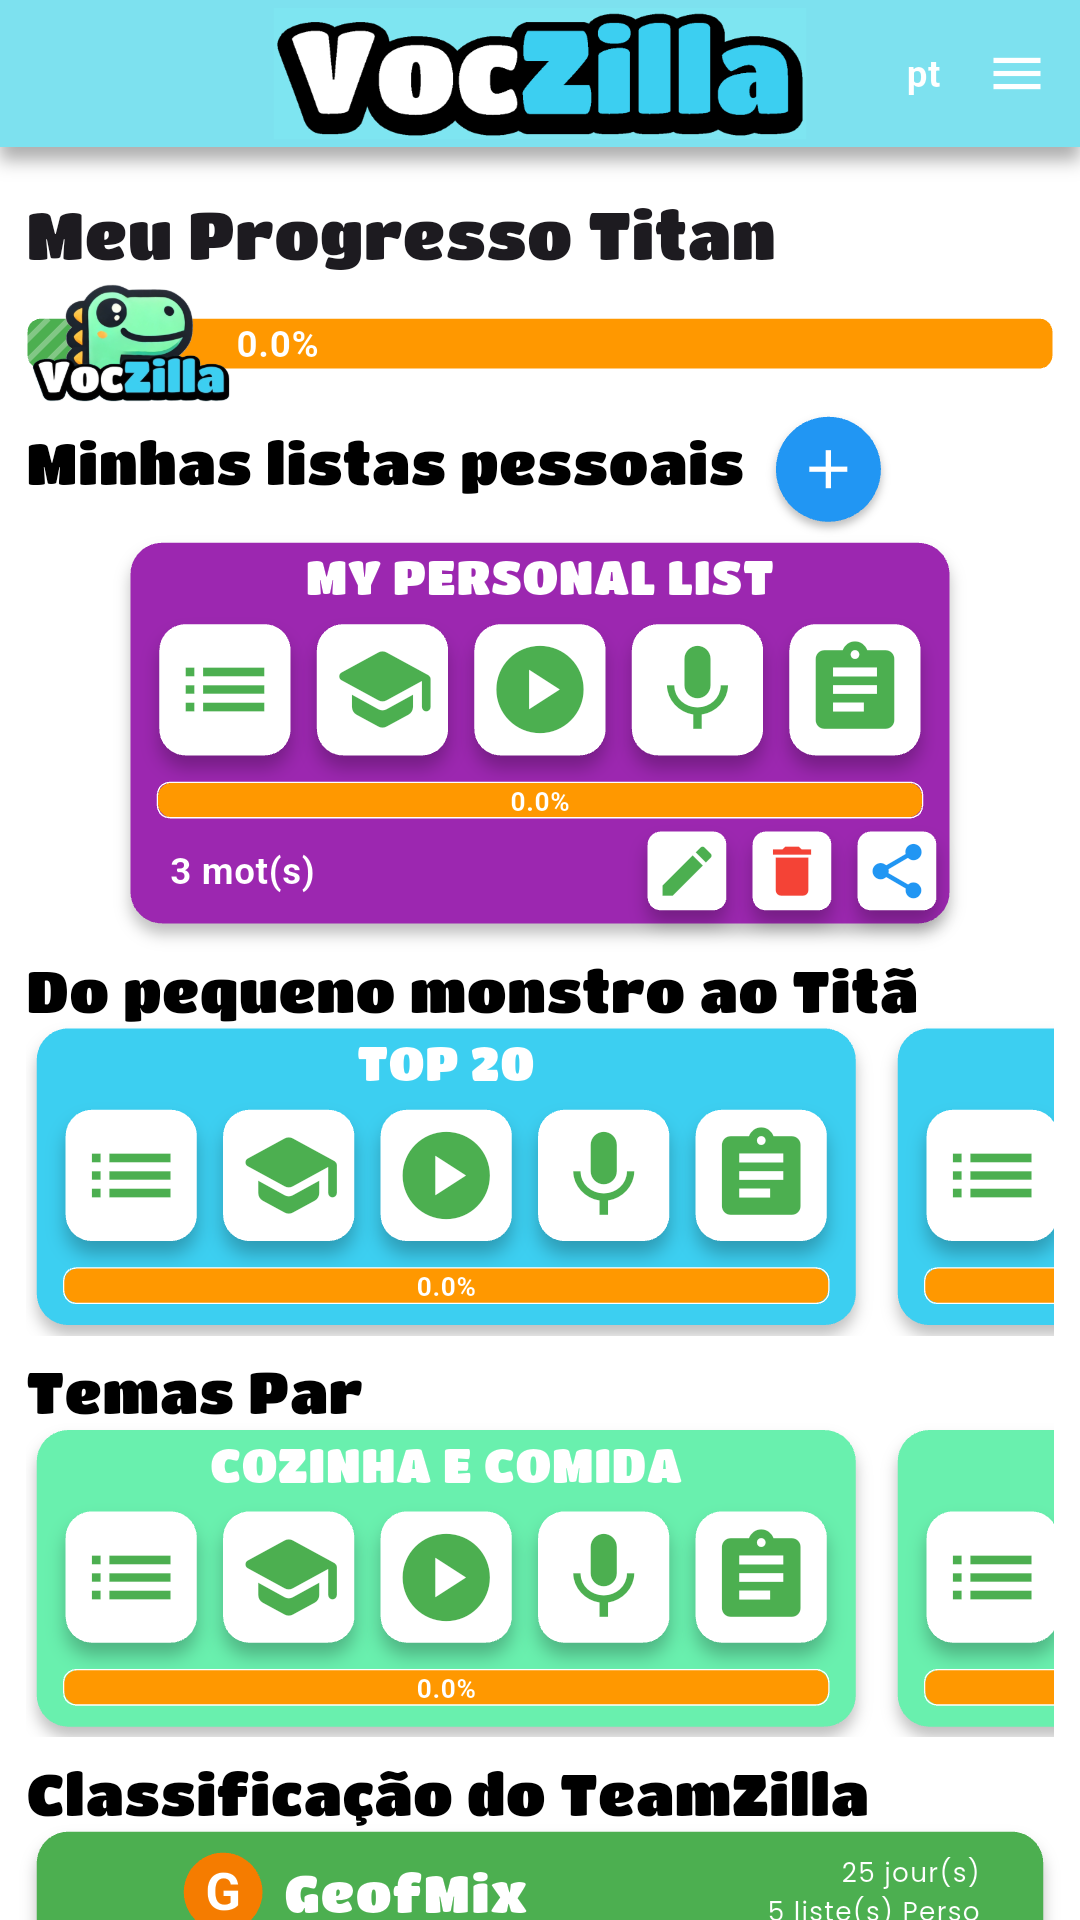 VocZilla
pt
Meu Progresso Titan
0.0%
VocZilla
Minhas listas pessoais
MY PERSONAL LIST
0.0%
3 mot(s)
Do pequeno monstro ao Titã
TOP 20
0.0%
Temas Par
COZINHA E COMIDA
0.0%
Classificação do TeamZilla
G GeofMix
25 jour(s)
5 liste(s) Perso